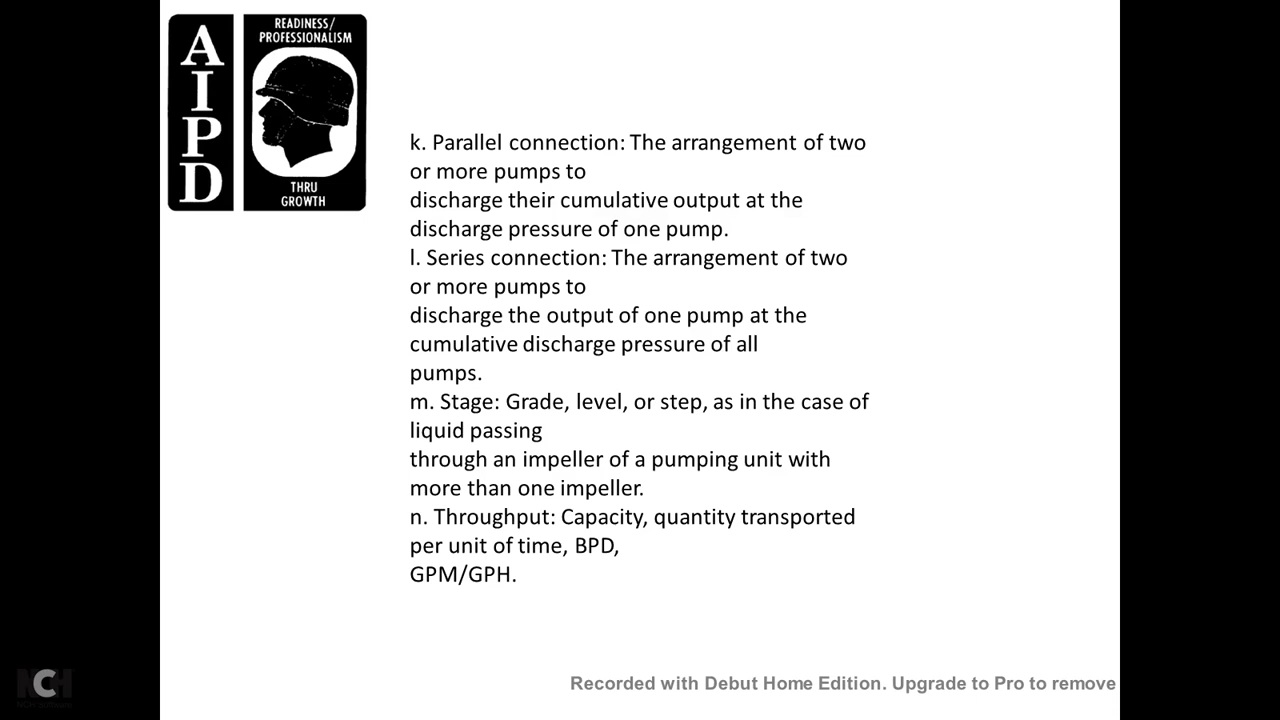 A
I
P
D
READINESS/
PROFESSIONALISM
THRU
GROWTH
k. Parallel connection: The arrangement of two
or more pumps to
discharge their cumulative output at the
discharge pressure of one pump.
l. Series connection: The arrangement of two
or more pumps to
discharge the output of one pump at the
cumulative discharge pressure of all
pumps.
m. Stage: Grade, level, or step, as in the case of
liquid passing
through an impeller of a pumping unit with
more than one impeller.
n. Throughput: Capacity, quantity transported
per unit of time, BPD,
GPM/GPH.
NCH
Recorded with Debut Home Edition. Upgrade to Pro to remove